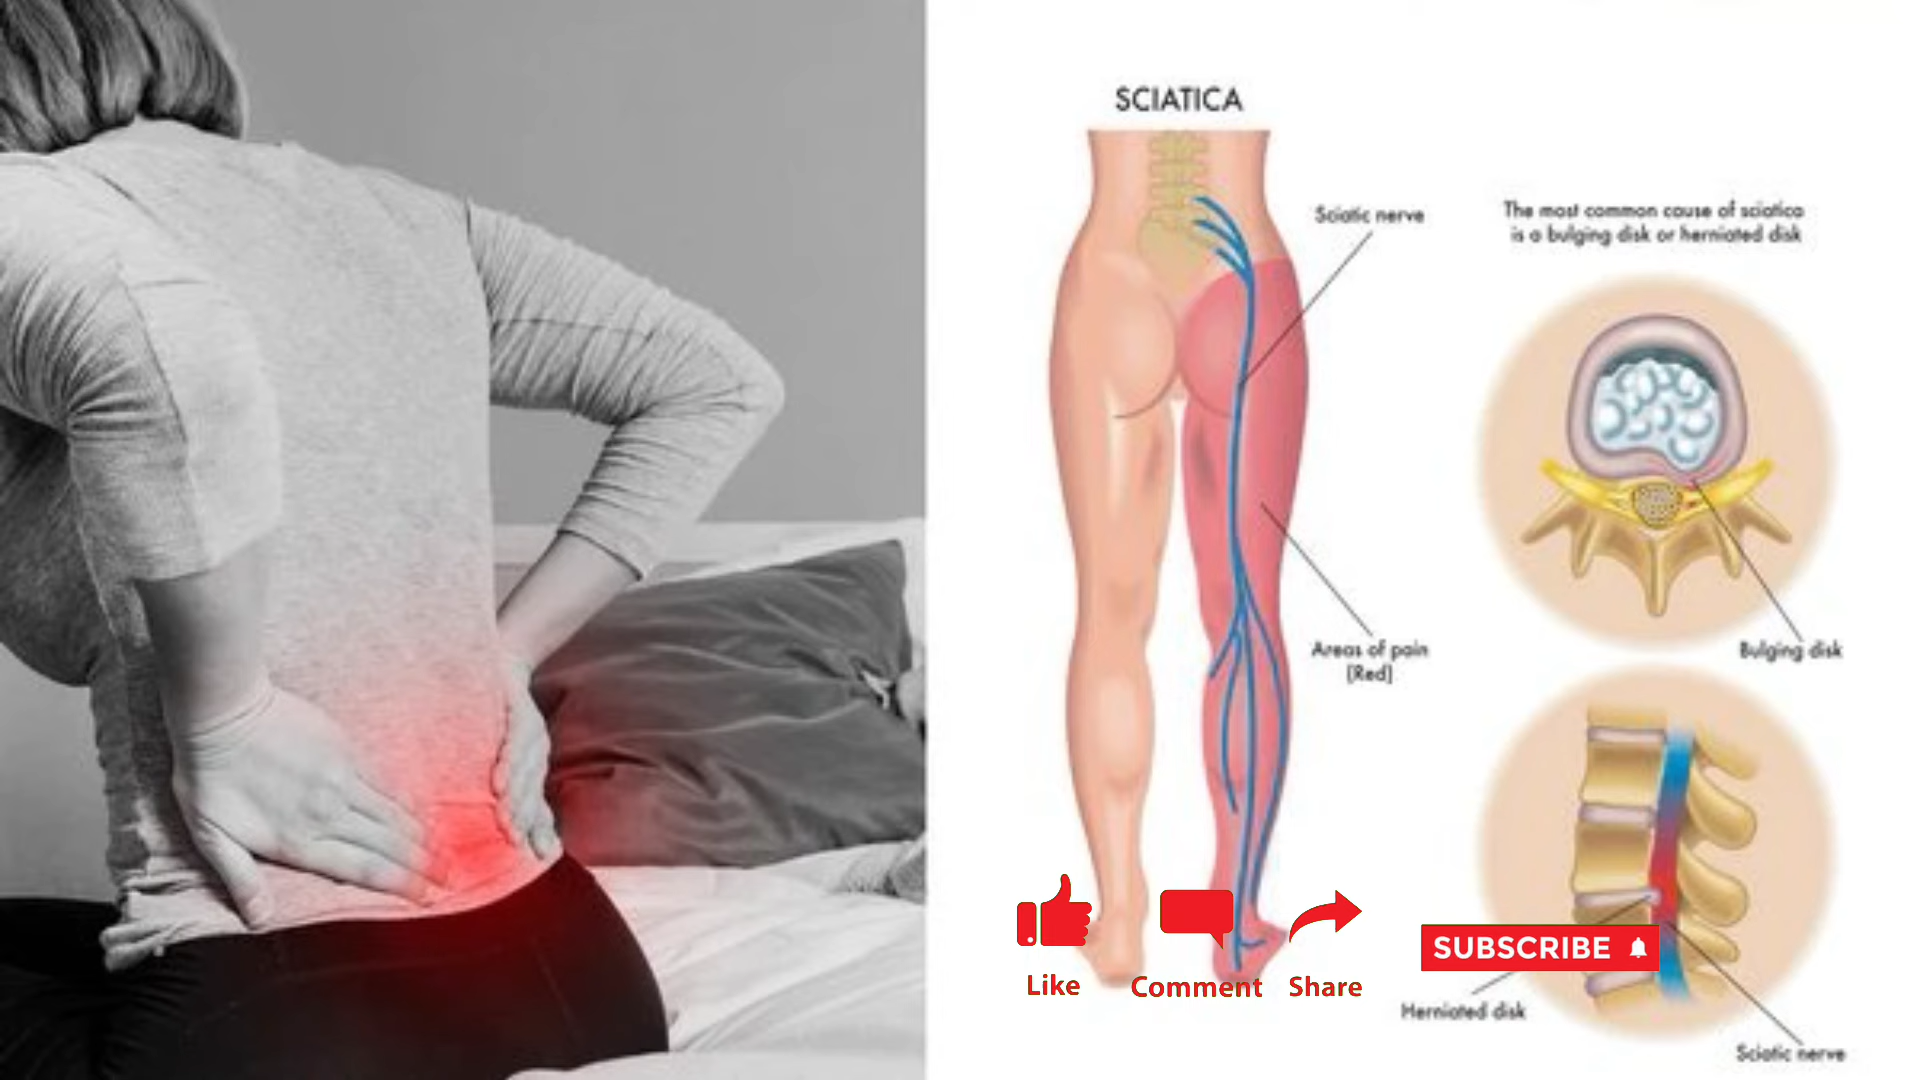 SCIATICA
Sciatic nerve
The most common cause of sciatica
is a bulging disk or herniated disk
Areas of pain
[Red]
Bulging disk
SUBSCRIBE
Like
Comment
Share
Herniated disk
Sciatic nerve